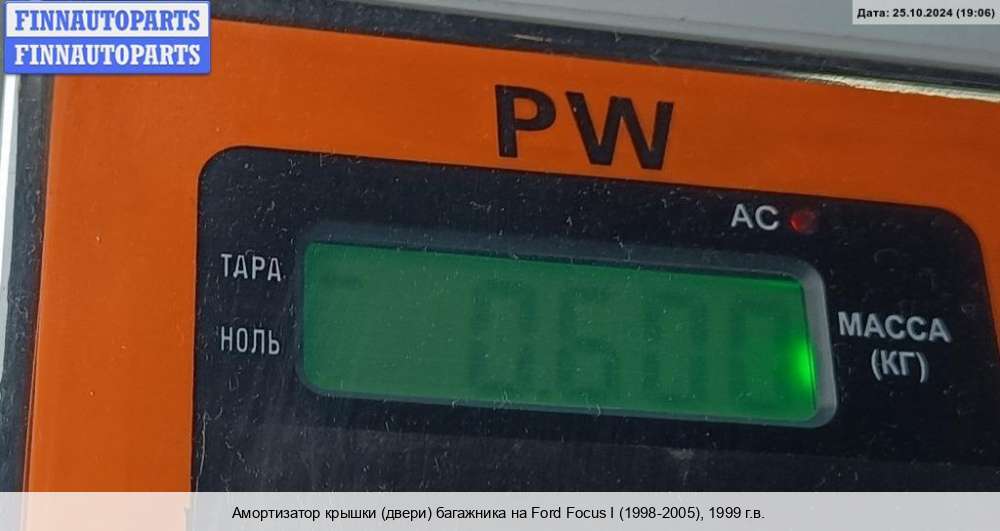 FINNAUTOPARTS
FINNAUTOPARTS
Дата: 25.10.2024 (19:06)
PW
AC
ТАРА
НОЛЬ
0.600
МАССА
(КГ)
Амортизатор крышки (двери) багажника на Ford Focus I (1998-2005), 1999 г.в.